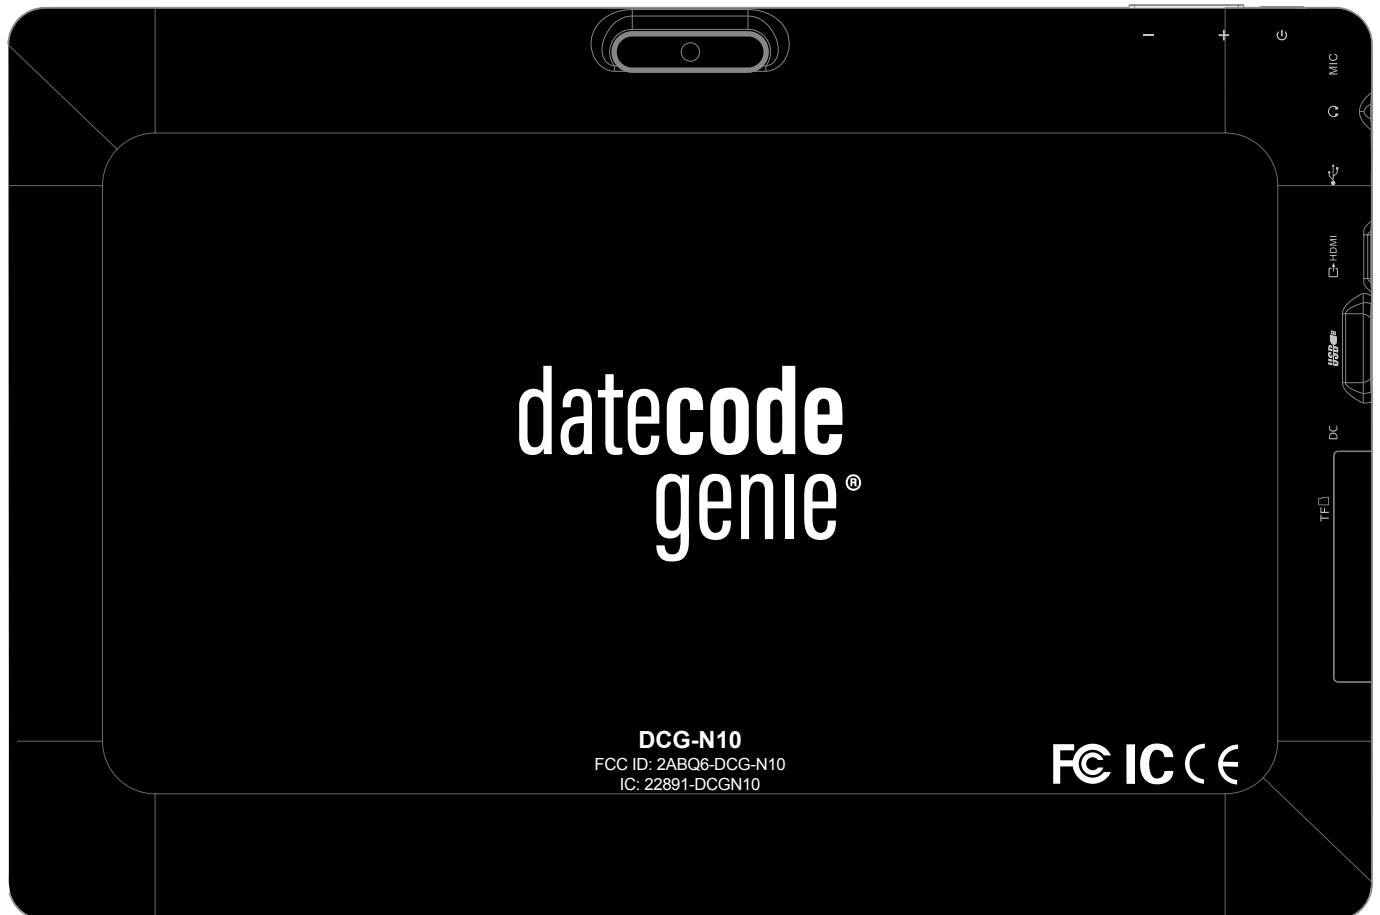 − + ⏻
MIC
HDMI
USB
DC
TF
datecode
genie®
DCG-N10
FCC ID: 2ABQ6-DCG-N10
IC: 22891-DCGN10
FC IC CE